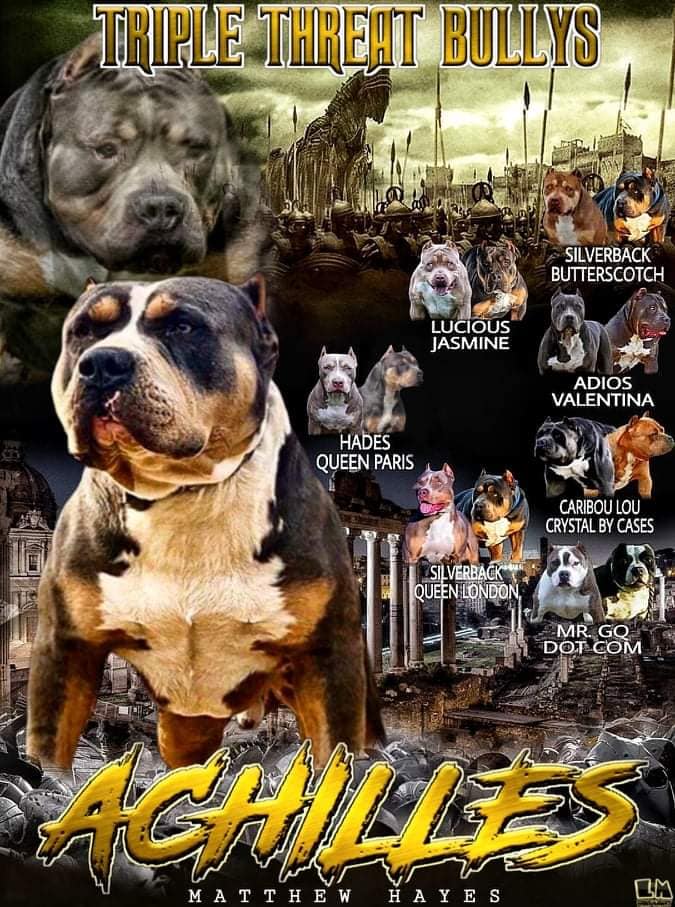 TRIPLE THREAT BULLYS
SILVERBACK
BUTTERSCOTCH
LUCIOUS
JASMINE
ADIOS
VALENTINA
HADES
QUEEN PARIS
CARIBOU LOU
CRYSTAL BY CASES
SILVERBACK
QUEEN LONDON
MR. GQ
DOT COM
ACHILLES
MATTHEW HAYES
LM